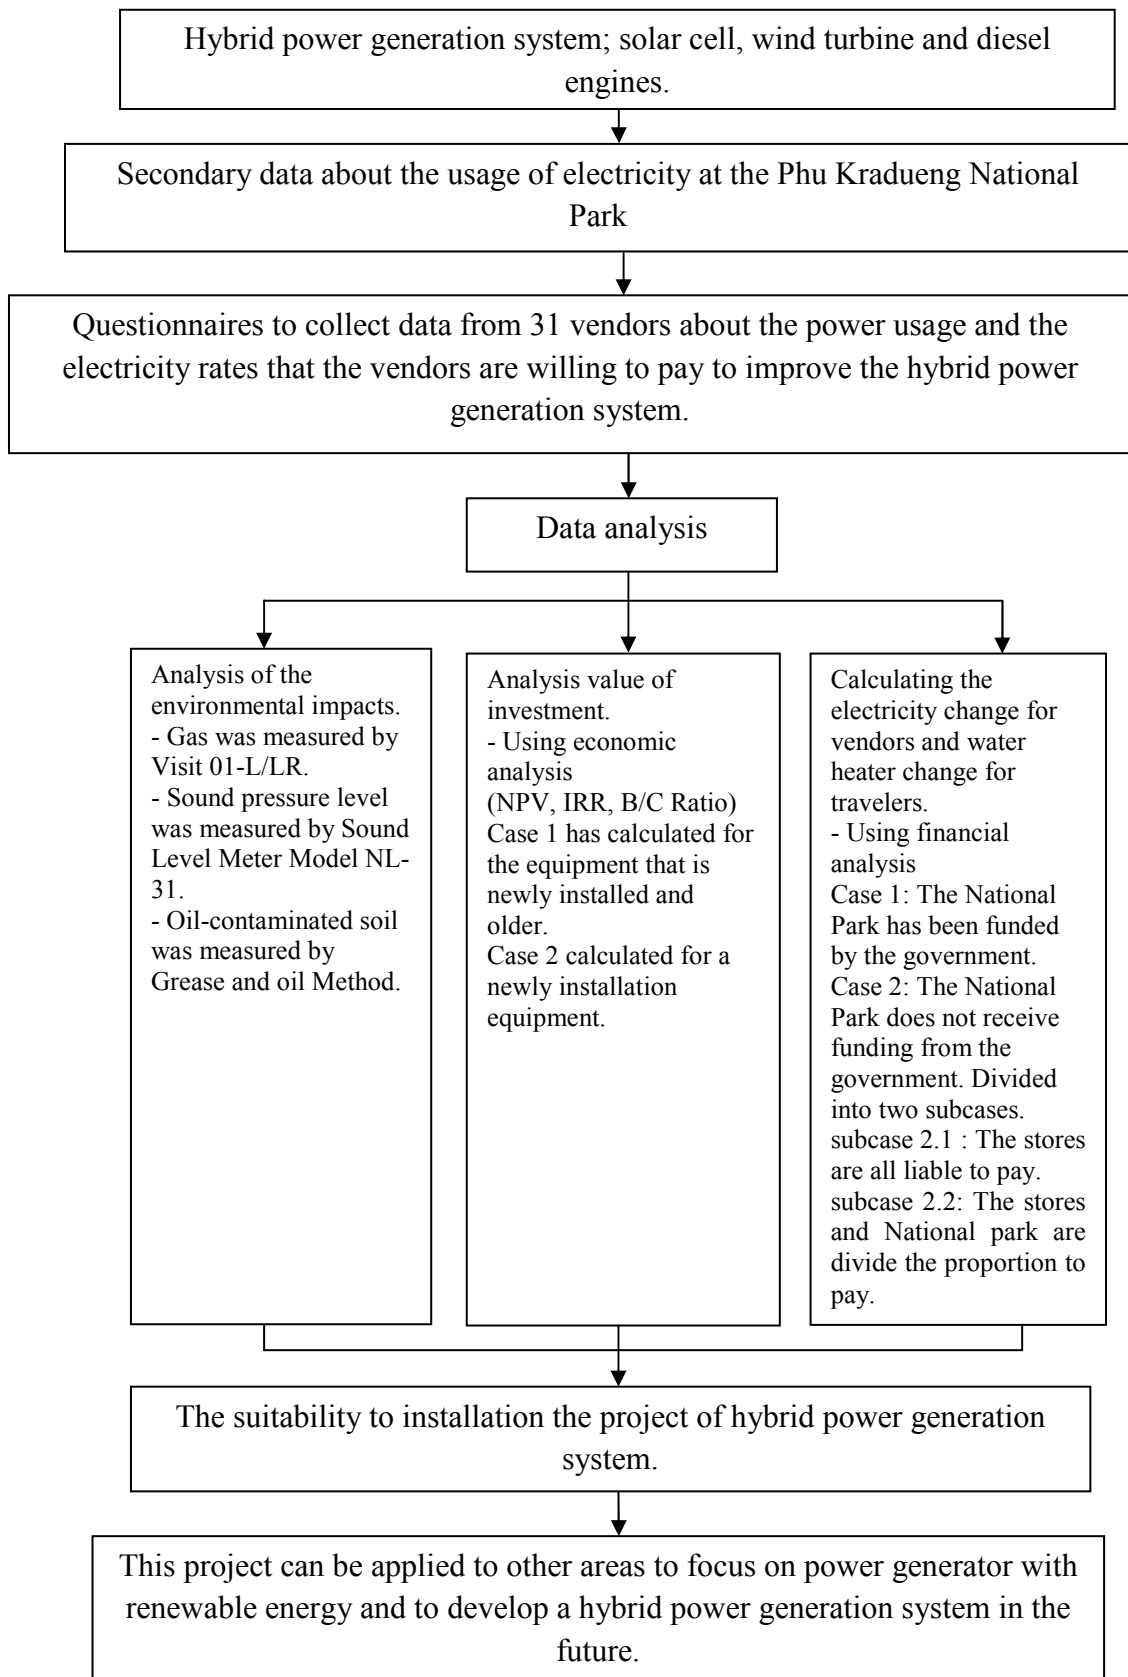 Hybrid power generation system; solar cell, wind turbine and diesel
engines.
Secondary data about the usage of electricity at the Phu Kradueng National
Park
Questionnaires to collect data from 31 vendors about the power usage and the
electricity rates that the vendors are willing to pay to improve the hybrid power
generation system.
Data analysis
Analysis of the
environmental impacts.
- Gas was measured by
Visit 01-L/LR.
- Sound pressure level
was measured by Sound
Level Meter Model NL-
31.
- Oil-contaminated soil
was measured by
Grease and oil Method.
Analysis value of
investment.
- Using economic
analysis
(NPV, IRR, B/C Ratio)
Case 1 has calculated for
the equipment that is
newly installed and
older.
Case 2 calculated for a
newly installation
equipment.
Calculating the
electricity change for
vendors and water
heater change for
travelers.
- Using financial
analysis
Case 1: The National
Park has been funded
by the government.
Case 2: The National
Park does not receive
funding from the
government. Divided
into two subcases.
subcase 2.1 : The stores
are all liable to pay.
subcase 2.2: The stores
and National park are
divide the proportion to
pay.
The suitability to installation the project of hybrid power generation
system.
This project can be applied to other areas to focus on power generator with
renewable energy and to develop a hybrid power generation system in the
future.